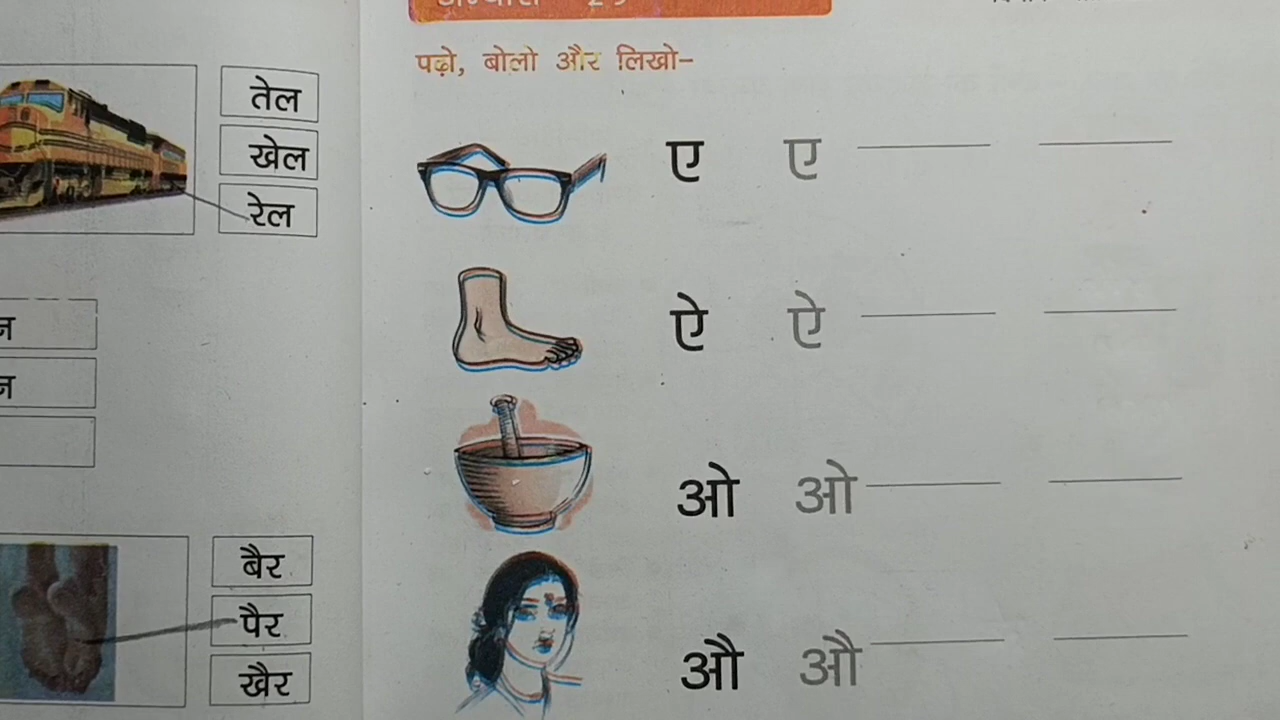 पढ़ो, बोलो और लिखो-
तेल
खेल
रेल
बैर
पैर
खैर
ए ए
ऐ ऐ
ओ ओ
औ औ